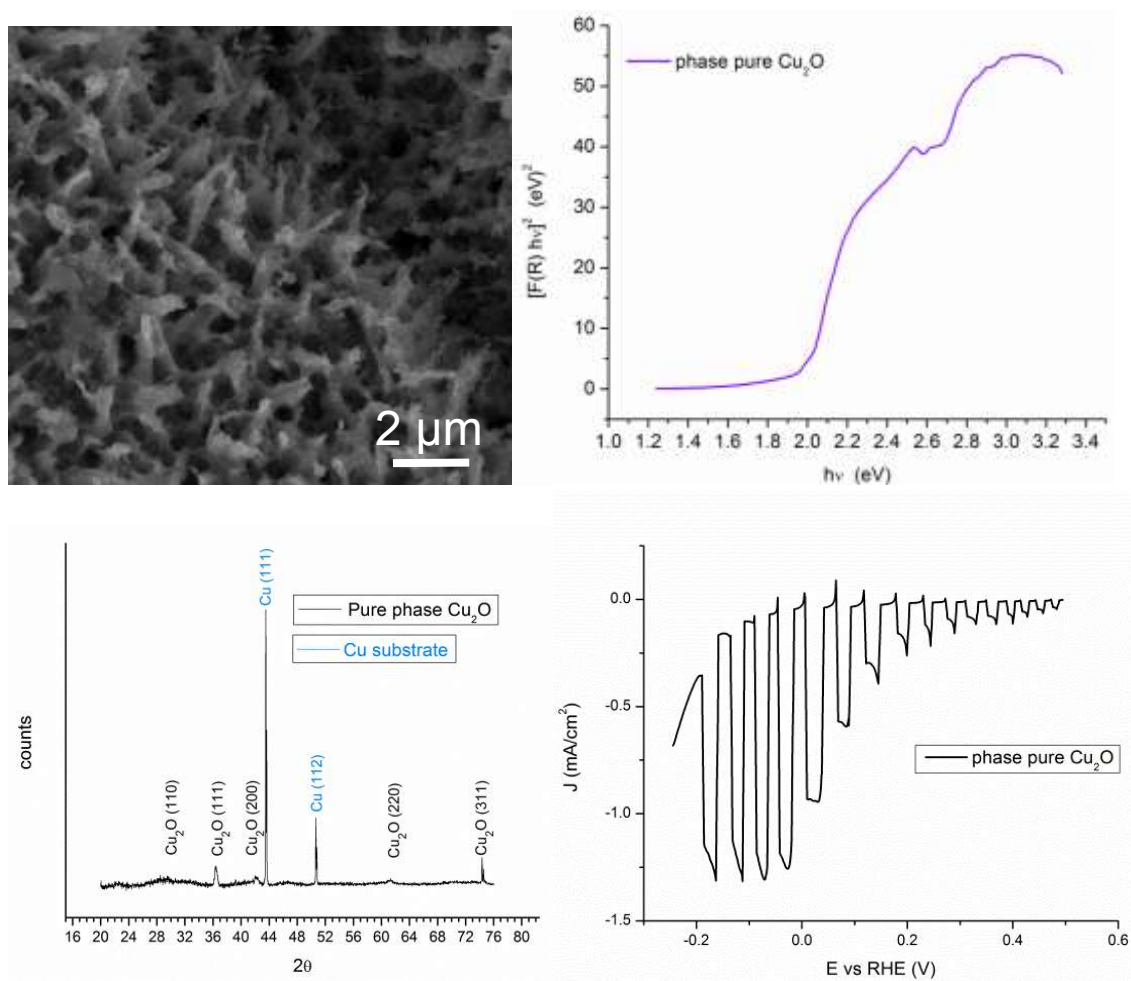 2 µm
phase pure Cu₂O
[F(R) hν]² (eV)²
60
50
40
30
20
10
0
1.0 1.2 1.4 1.6 1.8 2.0 2.2 2.4 2.6 2.8 3.0 3.2 3.4
hν (eV)
counts
Cu₂O (110)
Cu₂O (111)
Cu₂O (200)
Cu (111)
Cu (112)
Cu₂O (220)
Cu₂O (311)
Pure phase Cu₂O
Cu substrate
16 20 24 28 32 36 40 44 48 52 56 60 64 68 72 76 80
2θ
J (mA/cm²)
0.0
-0.5
-1.0
-1.5
phase pure Cu₂O
-0.2 0.0 0.2 0.4 0.6
E vs RHE (V)